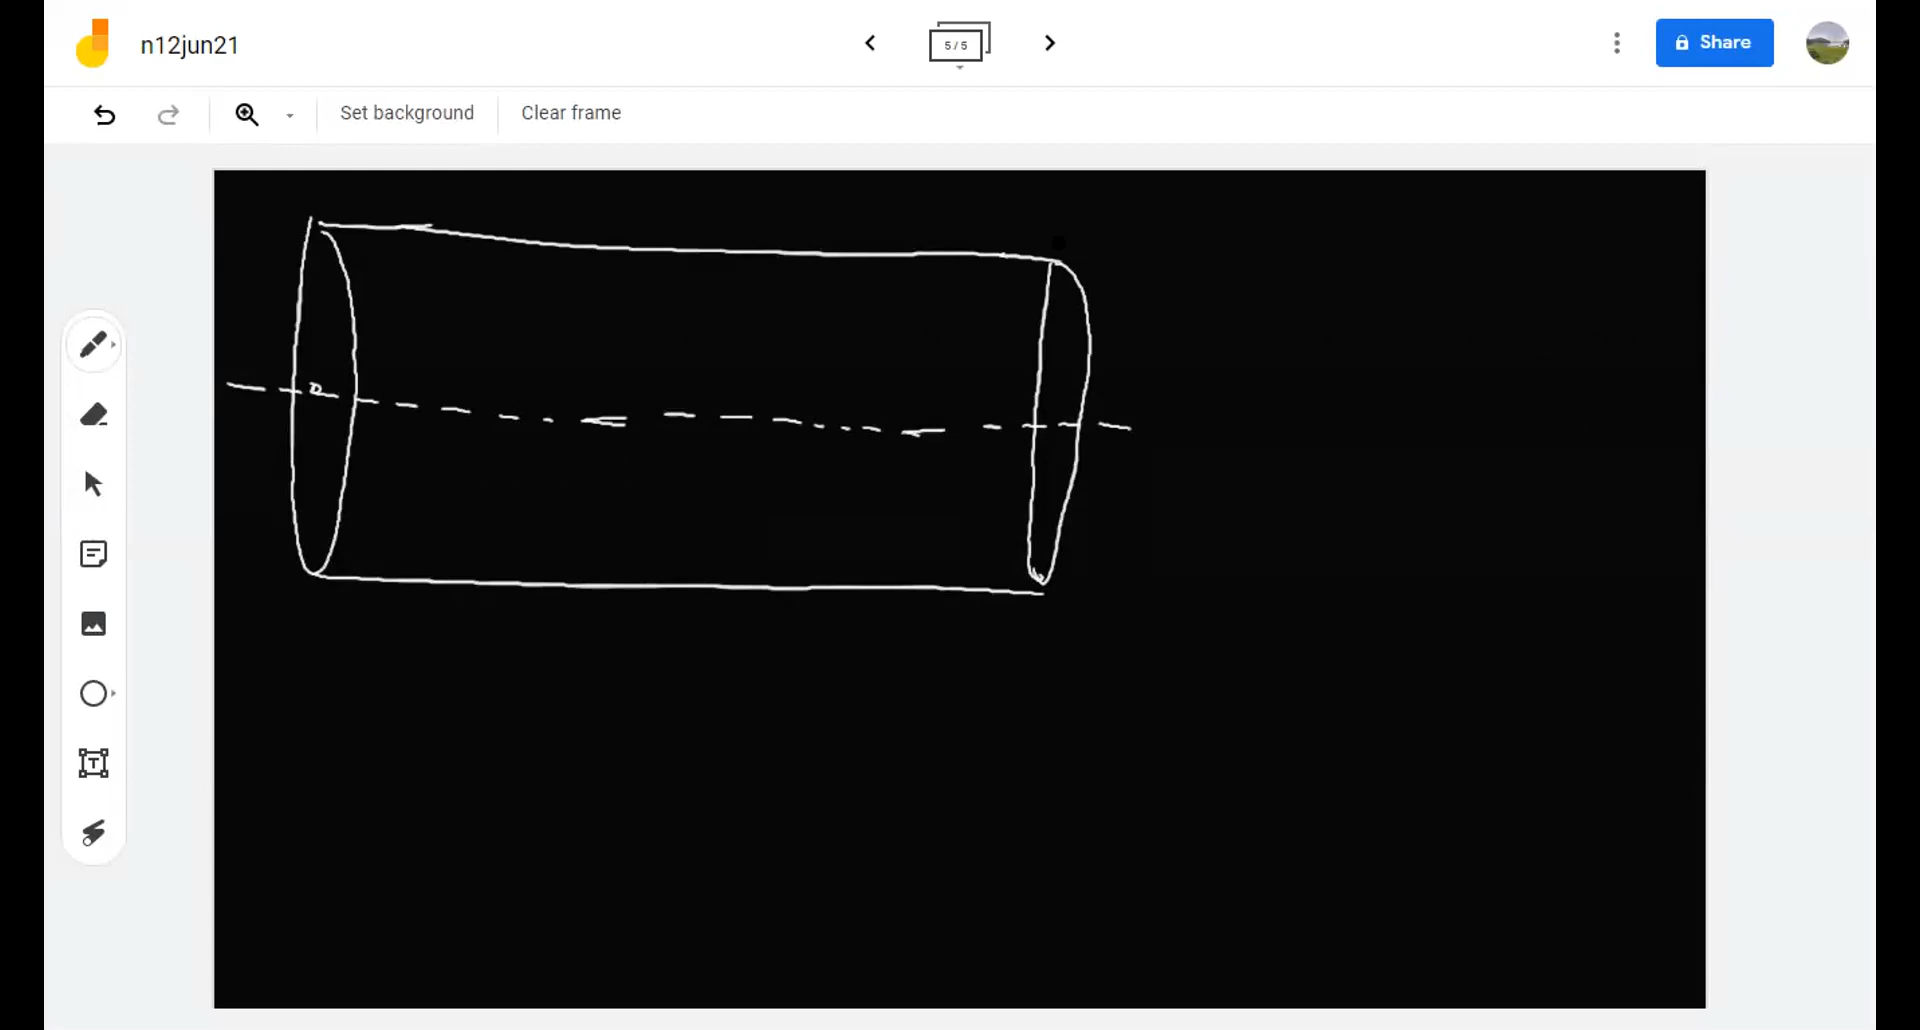 n12jun21
5 / 5
Share
Set background
Clear frame